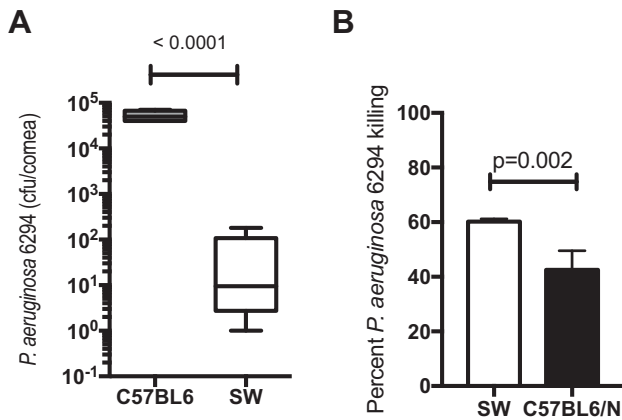 A
< 0.0001
P. aeruginosa 6294 (cfu/cornea)
10^5
10^4
10^3
10^2
10^1
10^0
10^-1
C57BL6
SW
B
Percent P. aeruginosa 6294 killing
100
80
60
40
20
0
p=0.002
SW
C57BL6/N